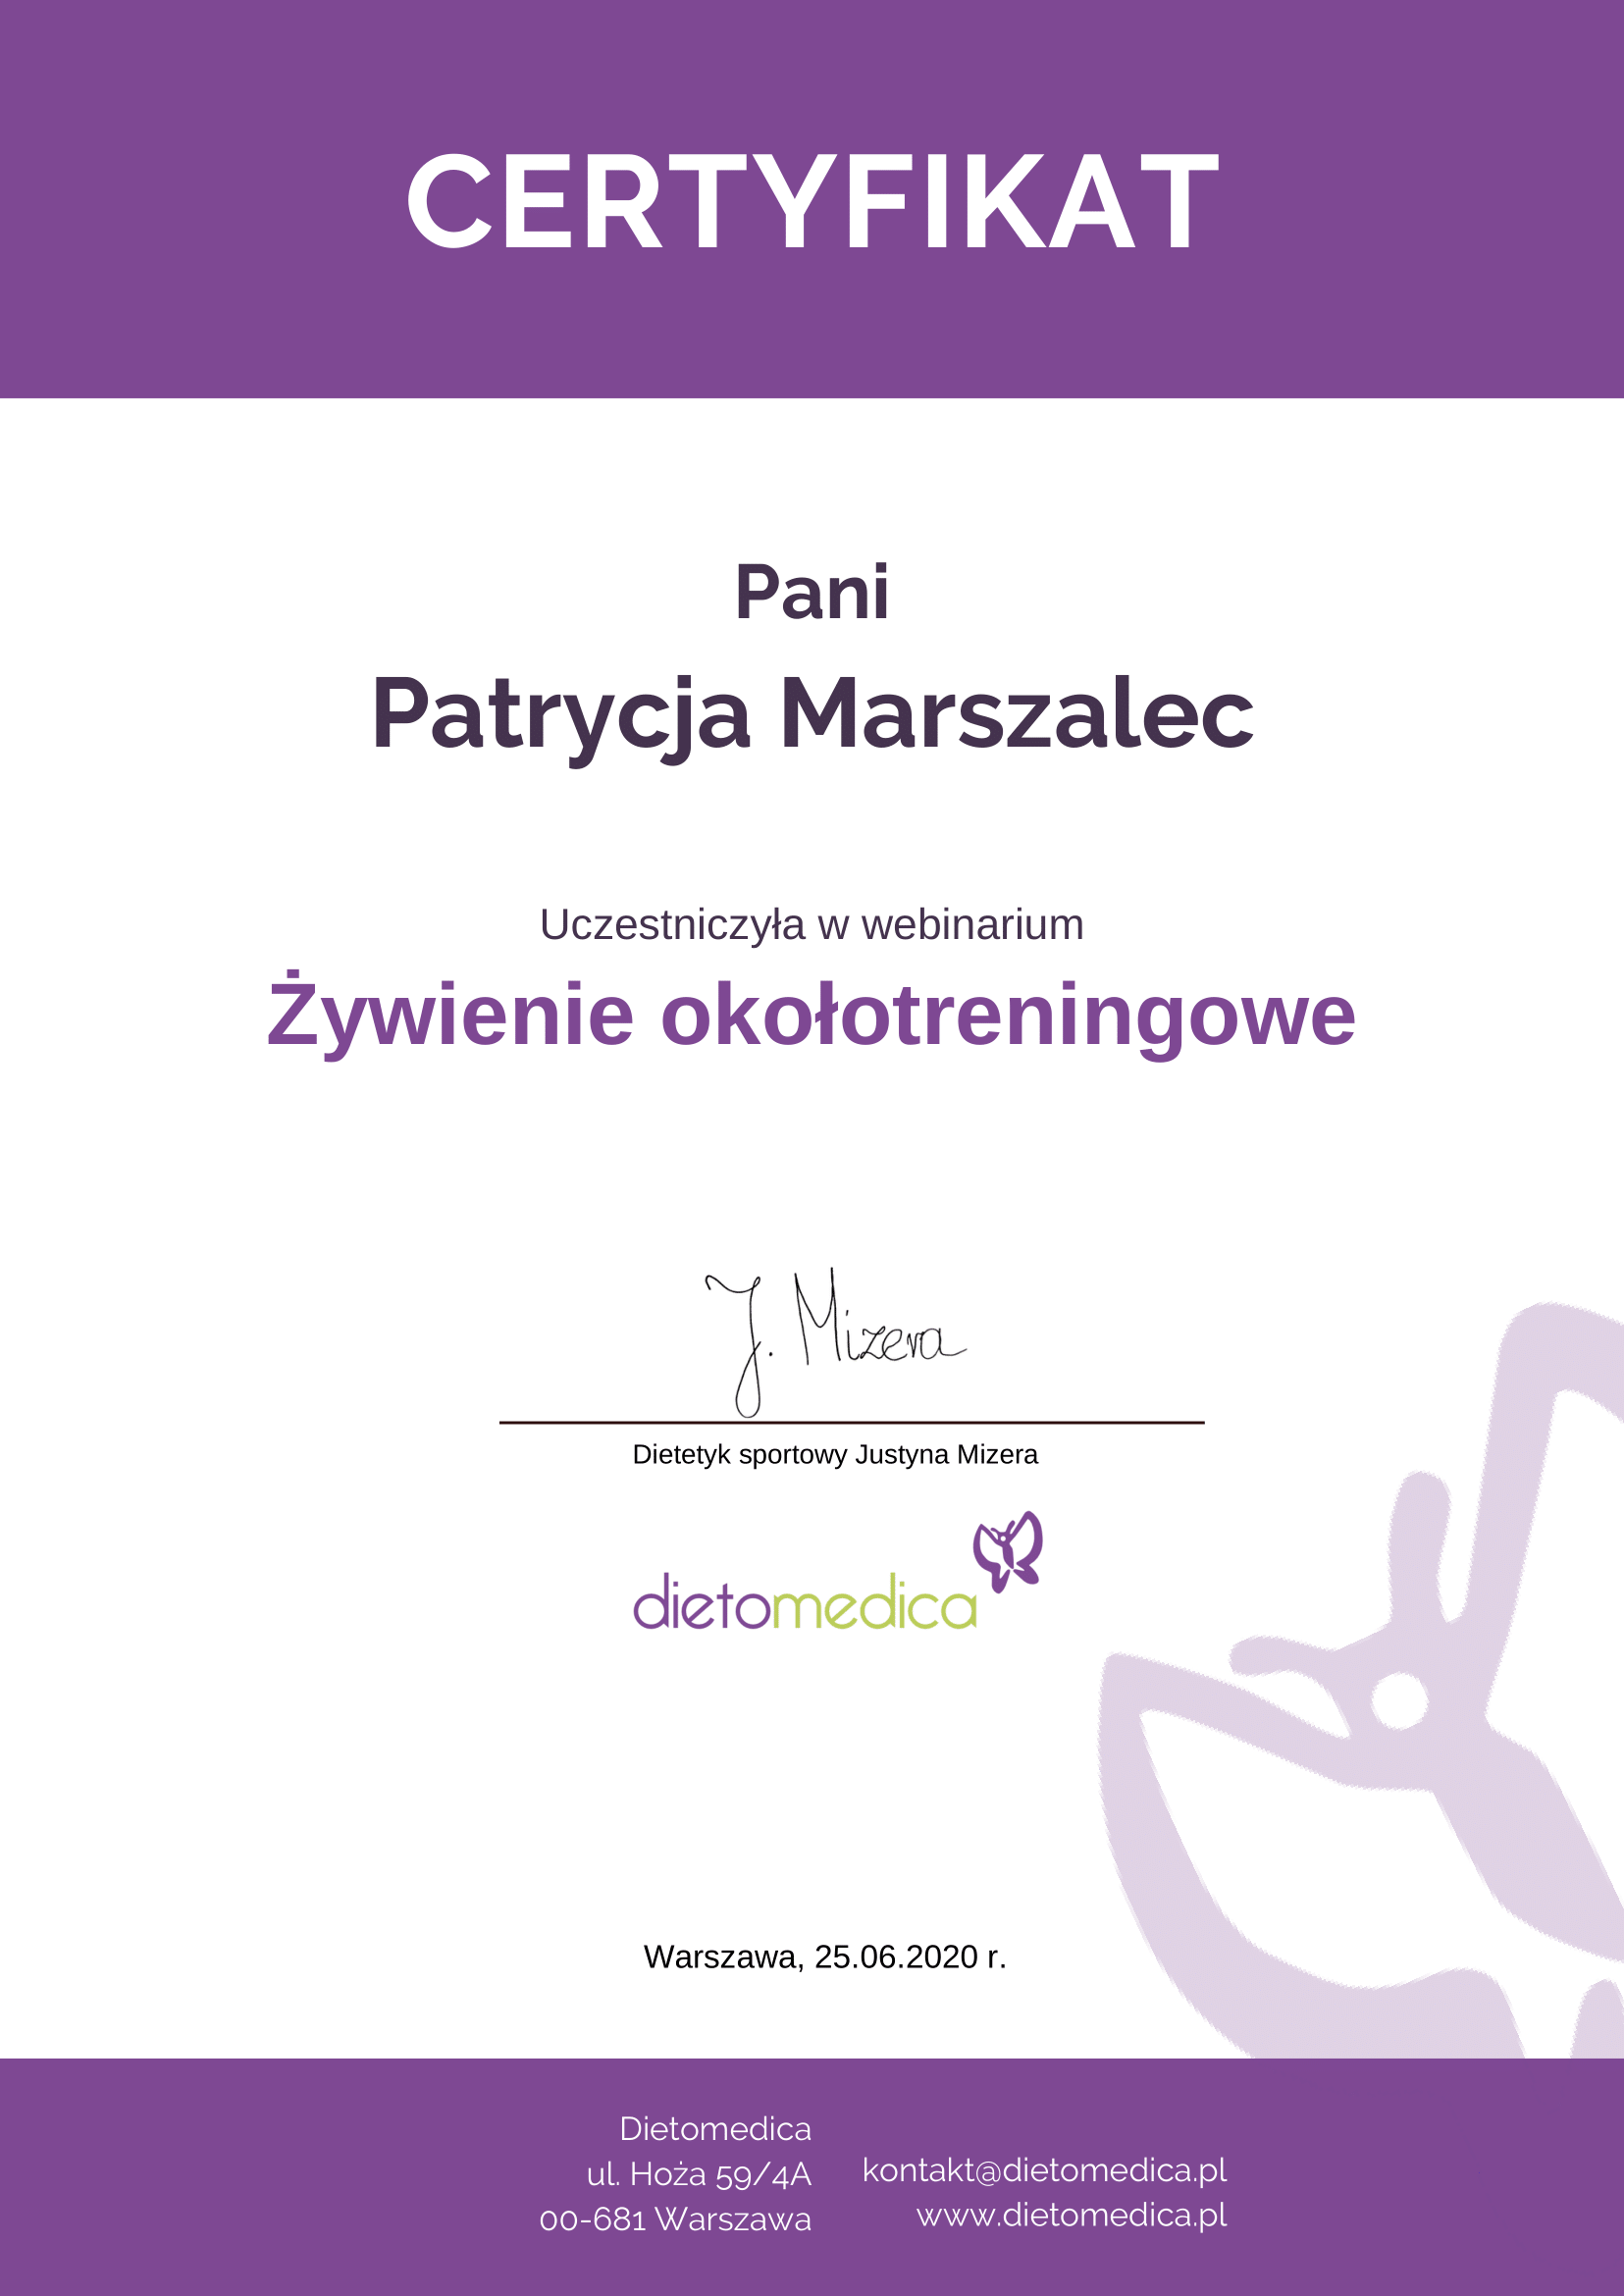 CERTYFIKAT
Pani
Patrycja Marszalec
Uczestniczyła w webinarium
Żywienie okołotreningowe
J. Mizera
Dietetyk sportowy Justyna Mizera
dietomedica
Warszawa, 25.06.2020 r.
Dietomedica
ul. Hoża 59/4A
00-681 Warszawa
kontakt@dietomedica.pl
www.dietomedica.pl